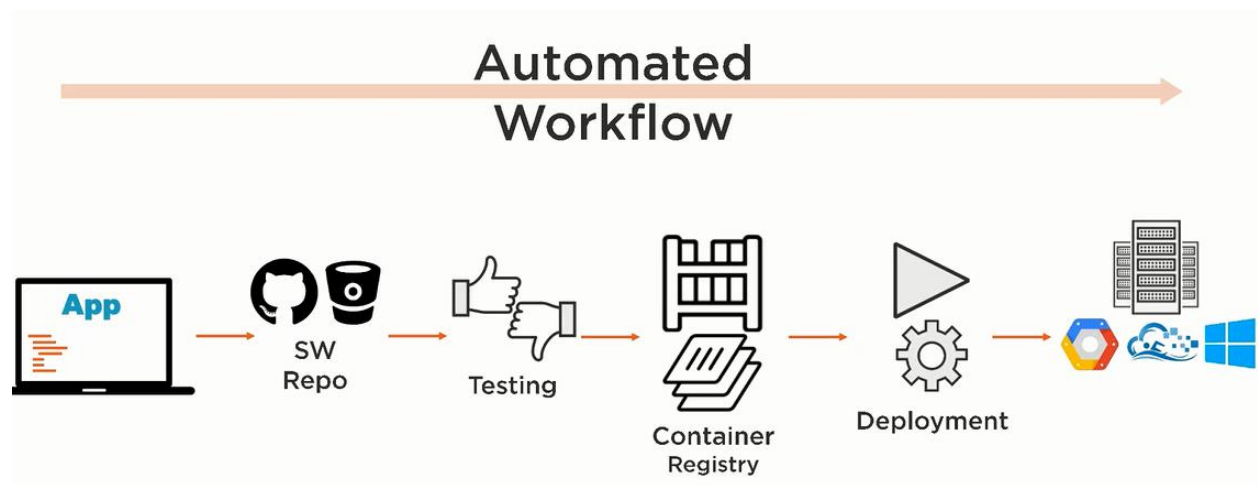 Automated
Workflow
App
SW
Repo
Testing
Container
Registry
Deployment